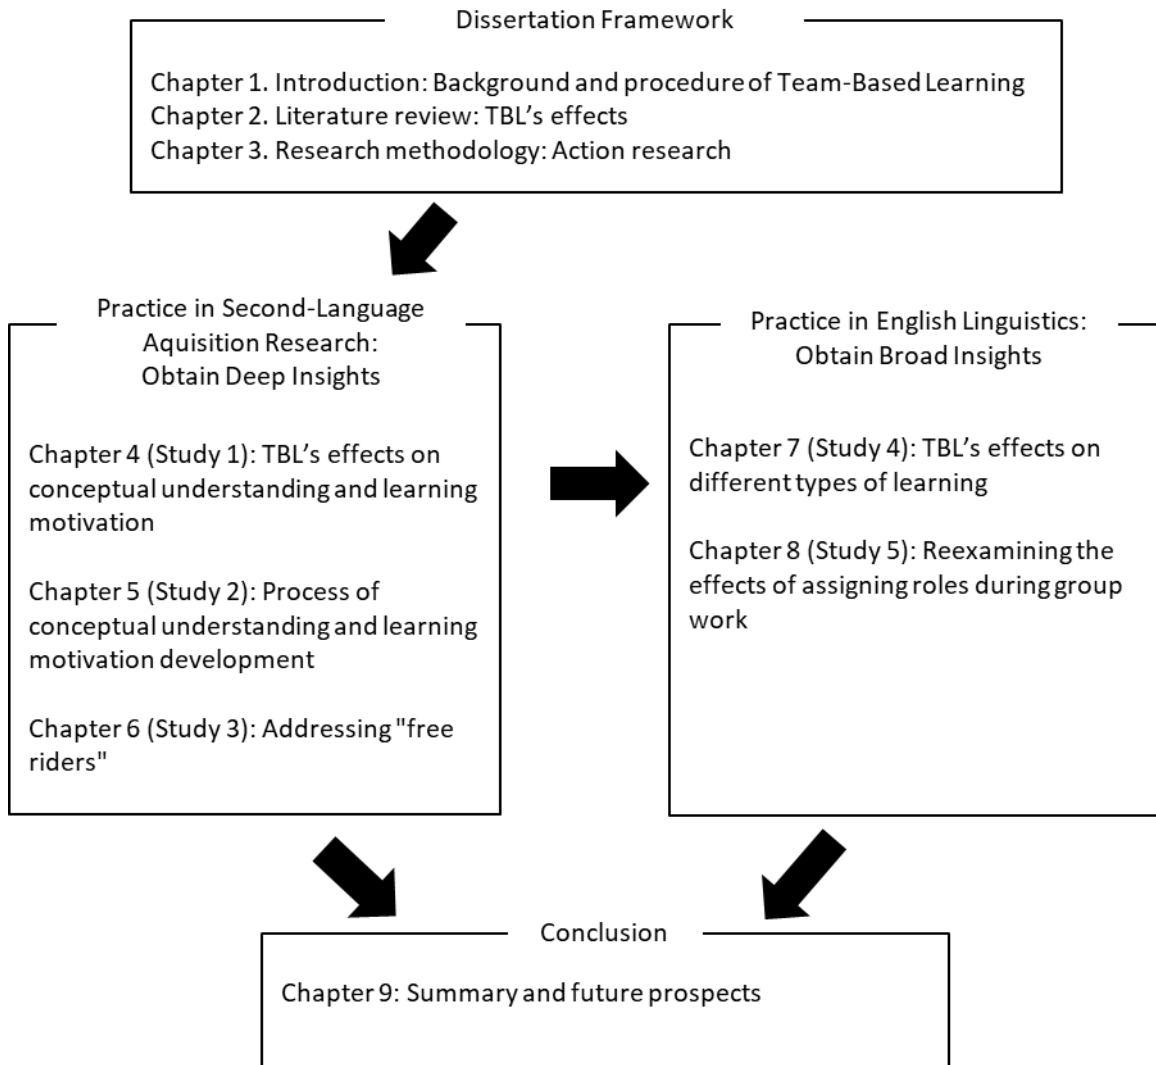 Dissertation Framework
Chapter 1. Introduction: Background and procedure of Team-Based Learning
Chapter 2. Literature review: TBL’s effects
Chapter 3. Research methodology: Action research
Practice in Second-Language
Aquisition Research:
Obtain Deep Insights
Chapter 4 (Study 1): TBL’s effects on
conceptual understanding and learning
motivation
Chapter 5 (Study 2): Process of
conceptual understanding and learning
motivation development
Chapter 6 (Study 3): Addressing "free
riders"
Practice in English Linguistics:
Obtain Broad Insights
Chapter 7 (Study 4): TBL’s effects on
different types of learning
Chapter 8 (Study 5): Reexamining the
effects of assigning roles during group
work
Conclusion
Chapter 9: Summary and future prospects